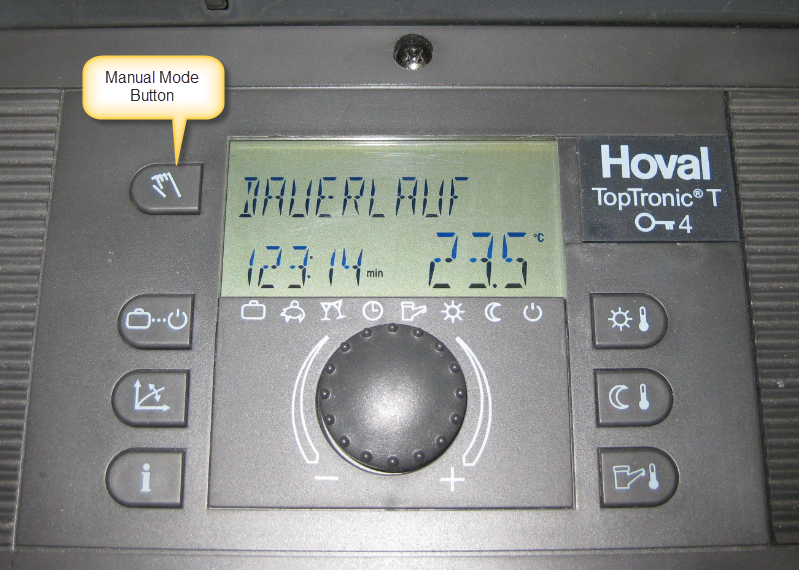 Manual Mode
Button
DAUERLAUF
123:14 min 23.5 °C
Hoval
TopTronic® T
4
i
− +